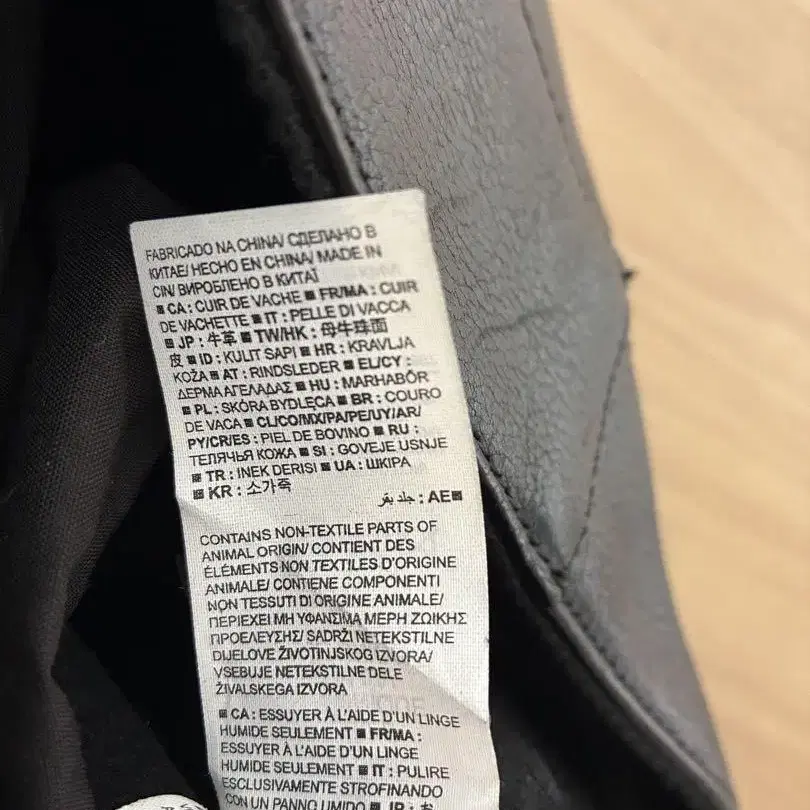 FABRICADO NA CHINA/ СДЕЛАНО В
КИТАЕ/ HECHO EN CHINA/ MADE IN
CIN/ ВИРОБЛЕНО В КИТАЇ
■ CA : CUIR DE VACHE ■ FR/MA : CUIR
DE VACHETTE ■ IT : PELLE DI VACCA
■ JP : 牛革 ■ TW/HK : 母牛珠面
皮 ■ ID : KULIT SAPI ■ HR : KRAVLJA
KOŽA ■ AT : RINDSLEDER ■ EL/CY :
ΔΕΡΜΑ ΑΓΕΛΑΔΑΣ ■ HU : MARHABŐR
■ PL : SKÓRA BYDLĘCA ■ BR : COURO
DE VACA ■ CL/CO/MX/PA/PE/UY/AR/
PY/CR/ES : PIEL DE BOVINO ■ RU :
ТЕЛЯЧЬЯ КОЖА ■ SI : GOVEJE USNJE
■ TR : INEK DERISI ■ UA : ШКІРА
■ KR : 소가죽
■AE : جلد بقر
CONTAINS NON-TEXTILE PARTS OF
ANIMAL ORIGIN/ CONTIENT DES
ÉLÉMENTS NON TEXTILES D'ORIGINE
ANIMALE/ CONTIENE COMPONENTI
NON TESSUTI DI ORIGINE ANIMALE/
ΠΕΡΙΕΧΕΙ ΜΗ ΥΦΑΝΣΙΜΑ ΜΕΡΗ ΖΩΙΚΗΣ
ΠΡΟΕΛΕΥΣΗΣ/ SADRŽI NETEKSTILNE
DIJELOVE ŽIVOTINJSKOG IZVORA/
VSEBUJE NETEKSTILNE DELE
ŽIVALSKEGA IZVORA
■ CA : ESSUYER À L'AIDE D'UN LINGE
HUMIDE SEULEMENT ■ FR/MA :
ESSUYER À L'AIDE D'UN LINGE
HUMIDE SEULEMENT ■ IT : PULIRE
ESCLUSIVAMENTE STROFINANDO
CON UN PANNO UMIDO ■ JP : お